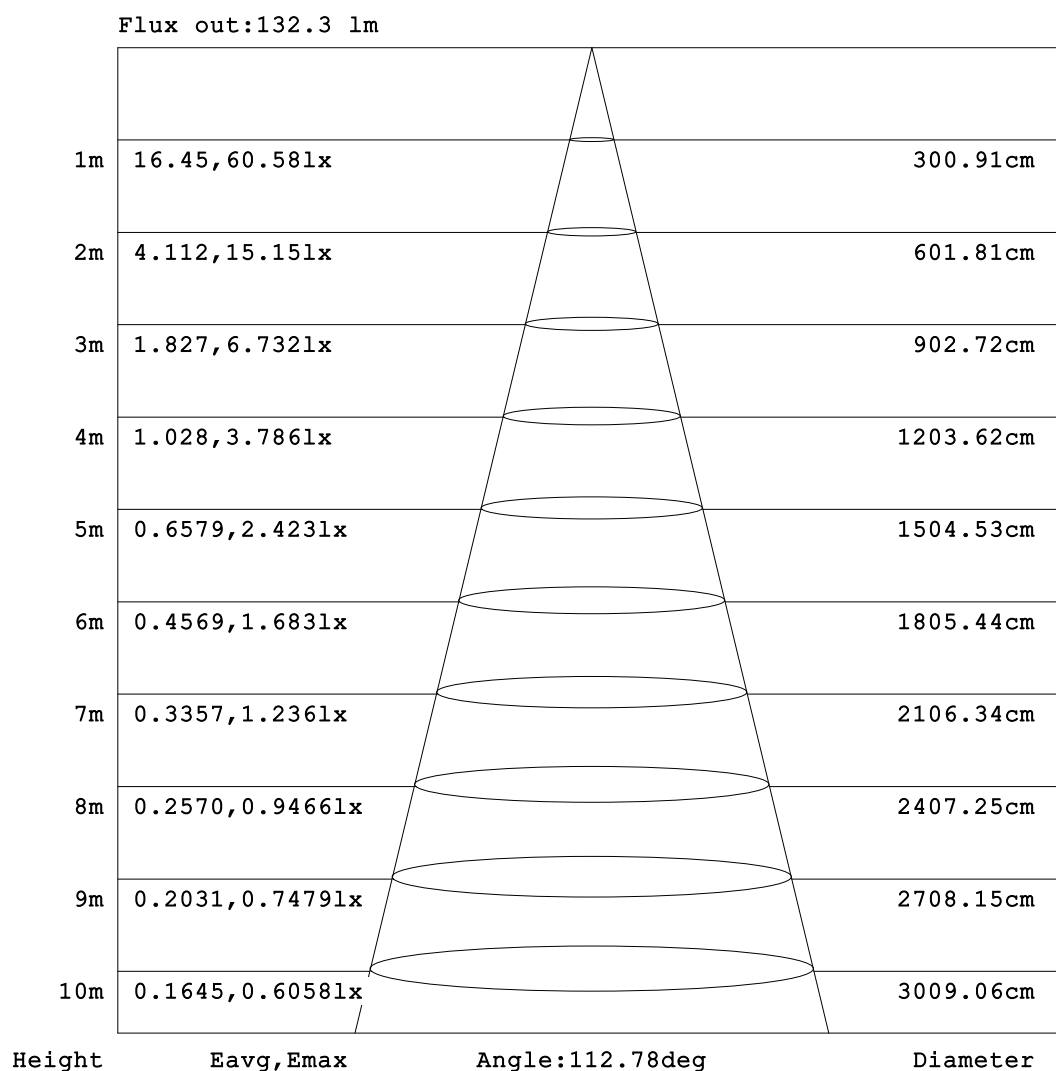 Flux out:132.3 lm
1m 16.45,60.58lx 300.91cm
2m 4.112,15.15lx 601.81cm
3m 1.827,6.732lx 902.72cm
4m 1.028,3.786lx 1203.62cm
5m 0.6579,2.423lx 1504.53cm
6m 0.4569,1.683lx 1805.44cm
7m 0.3357,1.236lx 2106.34cm
8m 0.2570,0.9466lx 2407.25cm
9m 0.2031,0.7479lx 2708.15cm
10m 0.1645,0.6058lx 3009.06cm
Height Eavg,Emax Angle:112.78deg Diameter